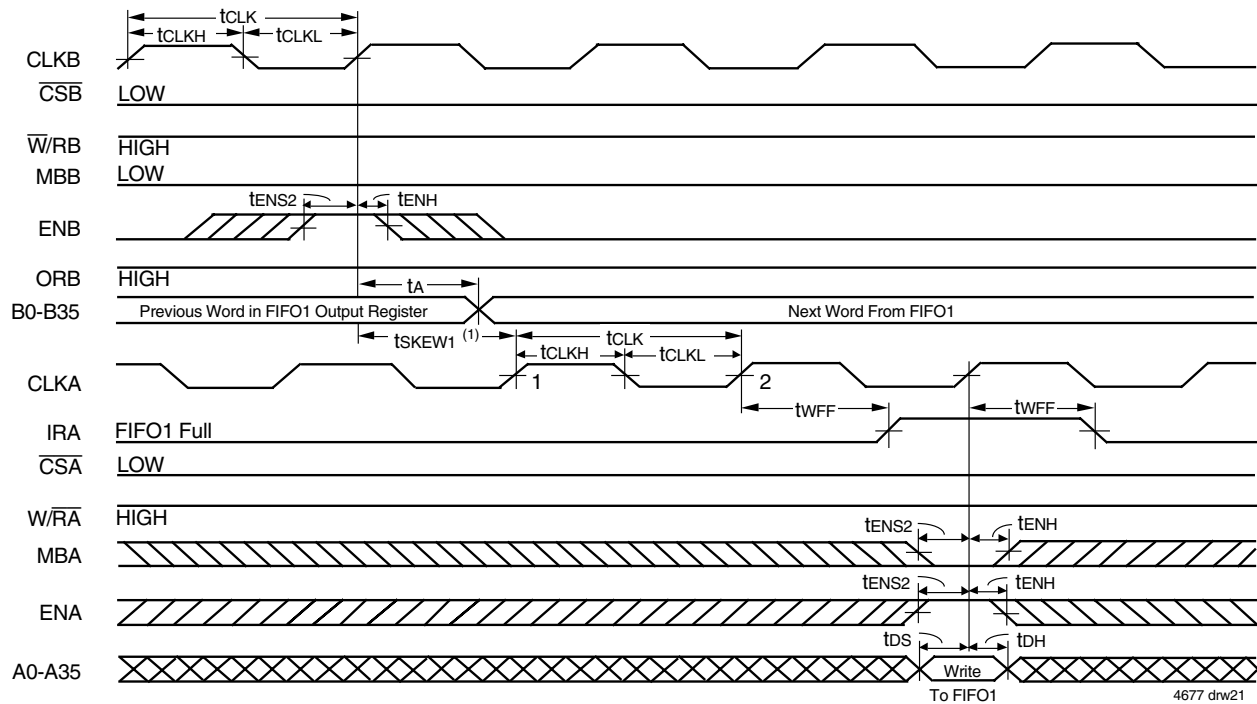 tCLK
tCLKH tCLKL
CLKB
CSB LOW
W/RB HIGH
MBB LOW
tENS2 tENH
ENB
ORB HIGH
tA
B0-B35 Previous Word in FIFO1 Output Register Next Word From FIFO1
tSKEW1 (1) tCLK
tCLKH tCLKL
CLKA 1 2
tWFF tWFF
IRA FIFO1 Full
CSA LOW
W/RA HIGH
tENS2 tENH
MBA
tENS2 tENH
ENA
tDS tDH
A0-A35 Write
To FIFO1
4677 drw21